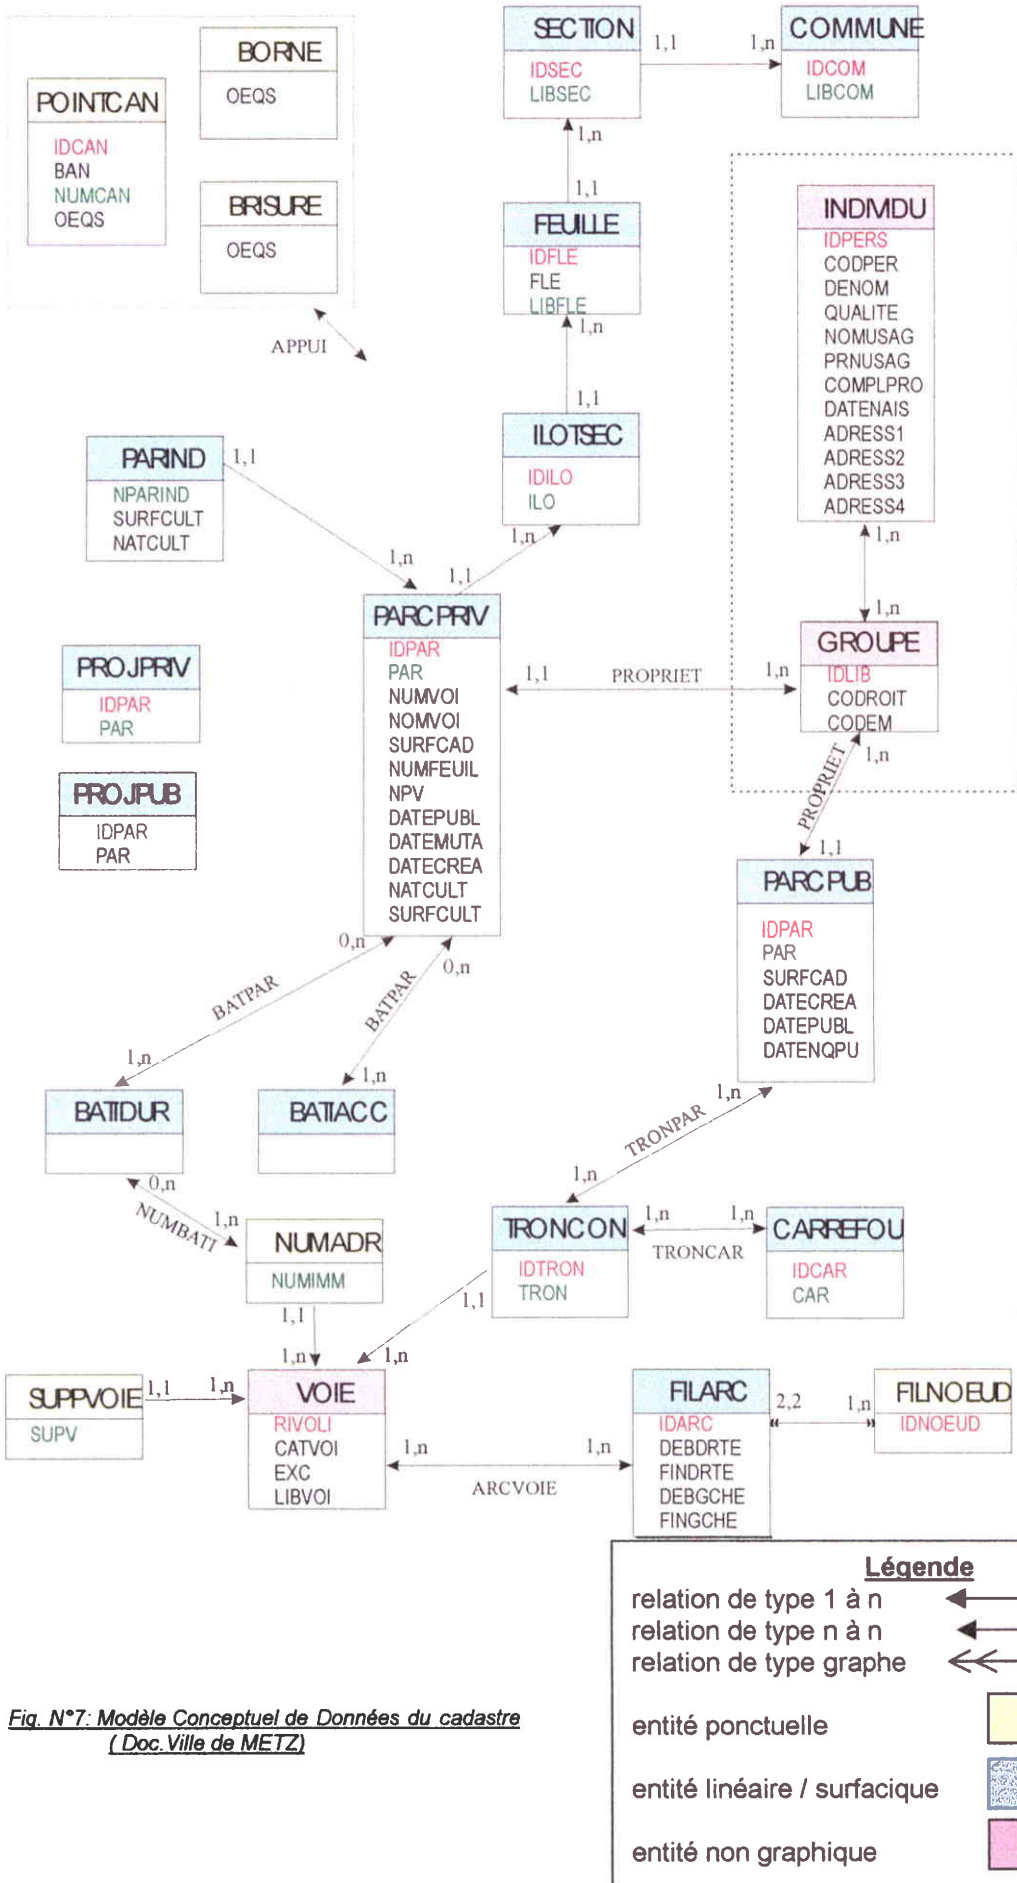 SECTION
IDSEC
LIBSEC
1,1
1,n
COMMUNE
IDCOM
LIBCOM
BORNE
OEQS
POINTCAN
IDCAN
BAN
NUMCAN
OEQS
BRISURE
OEQS
APPUI
1,n
1,1
FEUILLE
IDFLE
FLE
LIBFLE
1,n
1,1
ILOTSEC
IDILO
ILO
1,n
1,1
INDIVIDU
IDPERS
CODPER
DENOM
QUALITE
NOMUSAG
PRNUSAG
COMPLPRO
DATENAIS
ADRESS1
ADRESS2
ADRESS3
ADRESS4
1,n
1,n
GROUPE
IDLIB
CODROIT
CODEM
PARIND
NPARIND
SURFCULT
NATCULT
1,1
1,n
PARCPRIV
IDPAR
PAR
NUMVOI
NOMVOI
SURFCAD
NUMFEUIL
NPV
DATEPUBL
DATEMUTA
DATECREA
NATCULT
SURFCULT
1,1
PROPRIET
1,n
PROJPRIV
IDPAR
PAR
PROJPUB
IDPAR
PAR
1,n
PROPRIET
1,1
PARCPUB
IDPAR
PAR
SURFCAD
DATECREA
DATEPUBL
DATENQPU
0,n
BATPAR
1,n
0,n
BATPAR
1,n
BATIDUR
BATIACC
0,n
NUMBATI
1,n
NUMADR
NUMIMM
1,n
TRONPAR
1,n
TRONCON
IDTRON
TRON
1,n
TRONCAR
1,n
CARREFOU
IDCAR
CAR
1,1
1,n
1,1
1,n
SUPPVOIE
SUPV
1,1
1,n
VOIE
RIVOLI
CATVOI
EXC
LIBVOI
1,n
ARCVOIE
1,n
FILARC
IDARC
DEBDRTE
FINDRTE
DEBGCHE
FINGCHE
2,2
1,n
FILNOEUD
IDNOEUD
Légende
relation de type 1 à n
relation de type n à n
relation de type graphe
entité ponctuelle
entité linéaire / surfacique
entité non graphique
Fig. N°7: Modèle Conceptuel de Données du cadastre
( Doc.Ville de METZ)